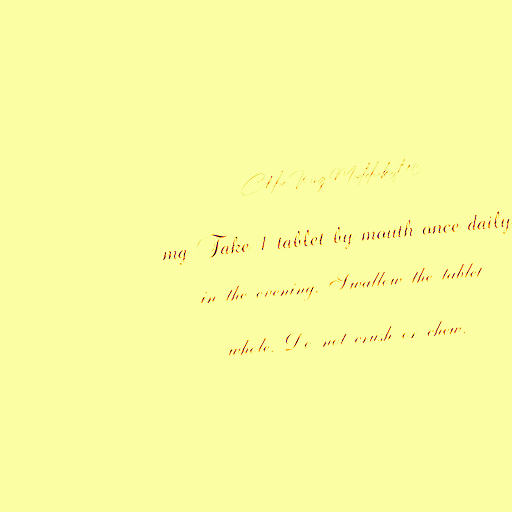 mg Take 1 tablet by mouth once daily
in the evening. Swallow the tablet
whole. Do not crush or chew.